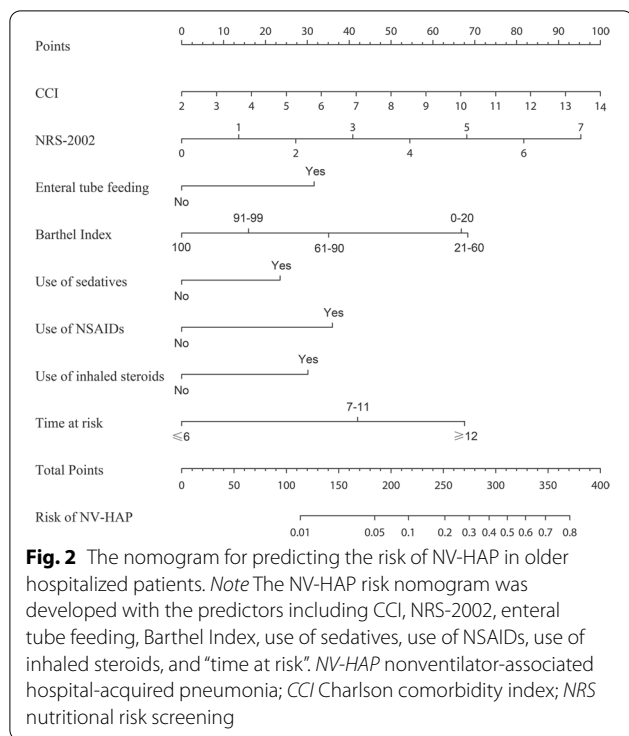 0 10 20 30 40 50 60 70 80 90 100
Points
CCI
2 3 4 5 6 7 8 9 10 11 12 13 14
1 3 5 7
NRS-2002
0 2 4 6
Yes
Enteral tube feeding
No
91-99 0-20
Barthel Index
100 61-90 21-60
Yes
Use of sedatives
No
Yes
Use of NSAIDs
No
Yes
Use of inhaled steroids
No
7-11
Time at risk
⩽6 ⩾12
Total Points
0 50 100 150 200 250 300 350 400
Risk of NV-HAP
0.01 0.05 0.1 0.2 0.3 0.4 0.5 0.6 0.7 0.8
Fig. 2 The nomogram for predicting the risk of NV-HAP in older
hospitalized patients. Note The NV-HAP risk nomogram was
developed with the predictors including CCI, NRS-2002, enteral
tube feeding, Barthel Index, use of sedatives, use of NSAIDs, use of
inhaled steroids, and “time at risk”. NV-HAP nonventilator-associated
hospital-acquired pneumonia; CCI Charlson comorbidity index; NRS
nutritional risk screening